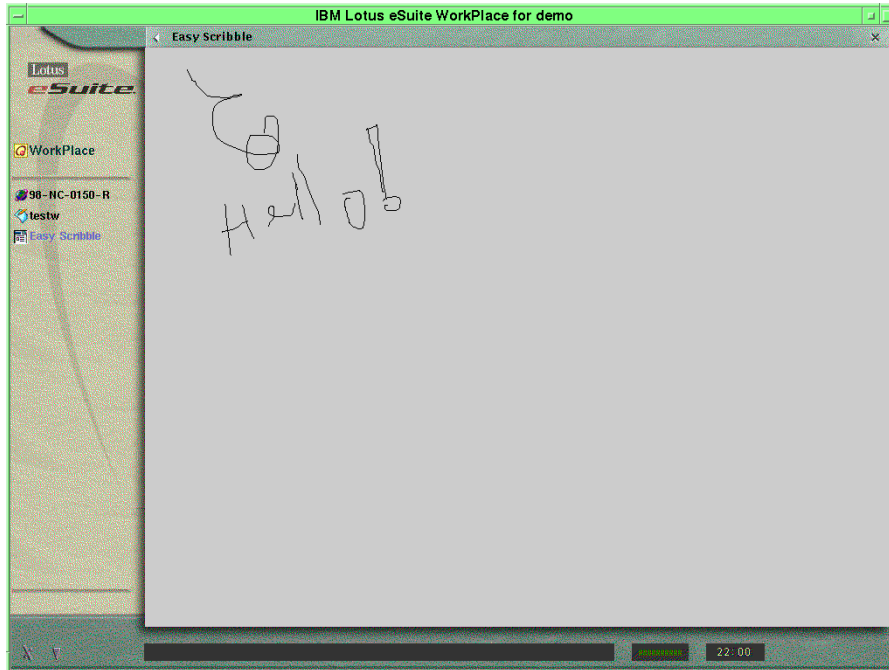 IBM Lotus eSuite WorkPlace for demo
Easy Scribble
Lotus
eSuite
WorkPlace
98-NC-0150-R
testw
Easy Scribble
Hello!
22:00